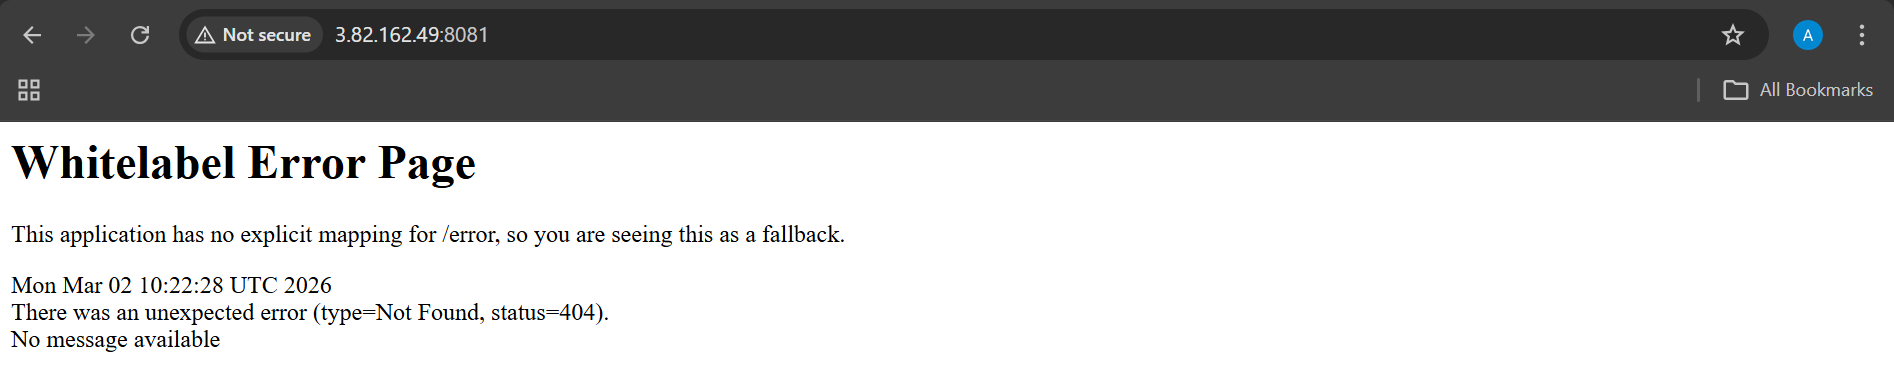 Not secure
3.82.162.49:8081
A
All Bookmarks
Whitelabel Error Page
This application has no explicit mapping for /error, so you are seeing this as a fallback.
Mon Mar 02 10:22:28 UTC 2026
There was an unexpected error (type=Not Found, status=404).
No message available